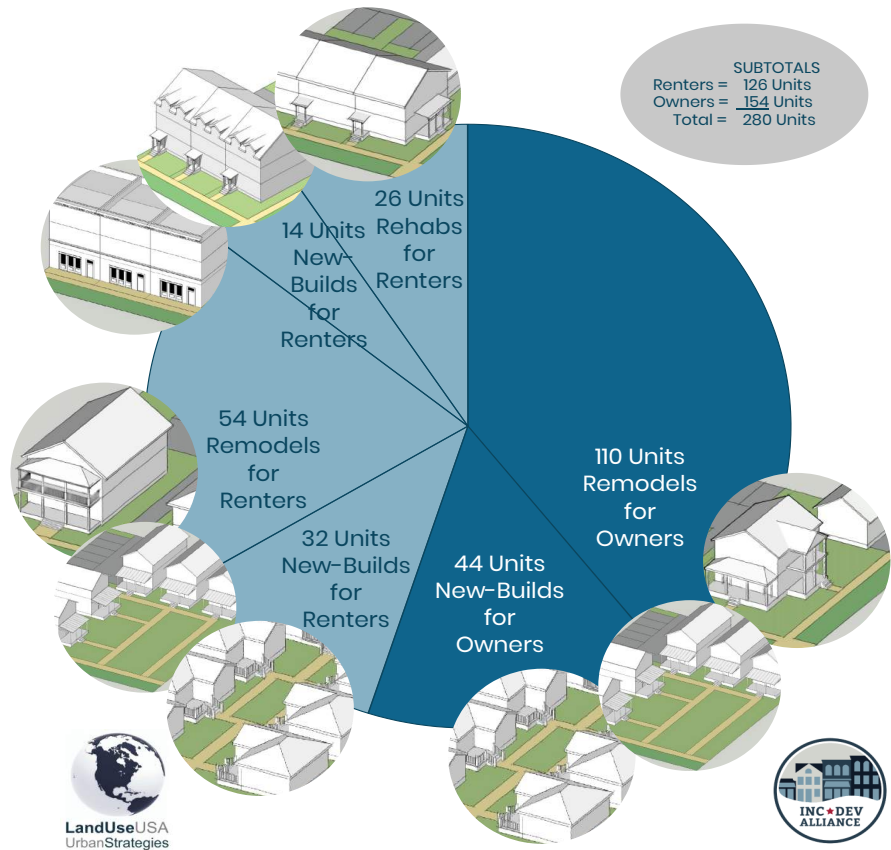 SUBTOTALS
Renters = 126 Units
Owners = 154 Units
Total = 280 Units
26 Units
Rehabs
for
Renters
14 Units
New-
Builds
for
Renters
54 Units
Remodels
for
Renters
32 Units
New-Builds
for
Renters
44 Units
New-Builds
for
Owners
110 Units
Remodels
for
Owners
LandUseUSA
UrbanStrategies
INC★DEV
ALLIANCE